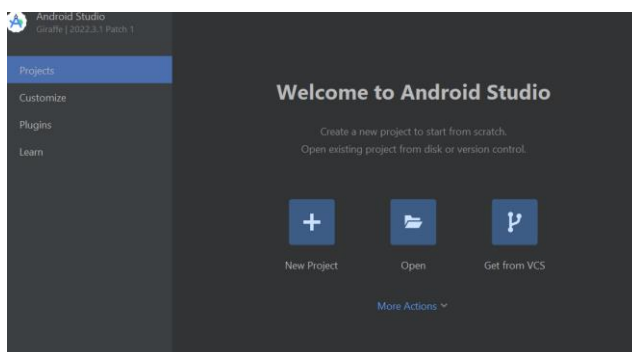 Android Studio
Giraffe | 2022.3.1 Patch 1
Projects
Customize
Plugins
Learn
Welcome to Android Studio
Create a new project to start from scratch.
Open existing project from disk or version control.
New Project
Open
Get from VCS
More Actions